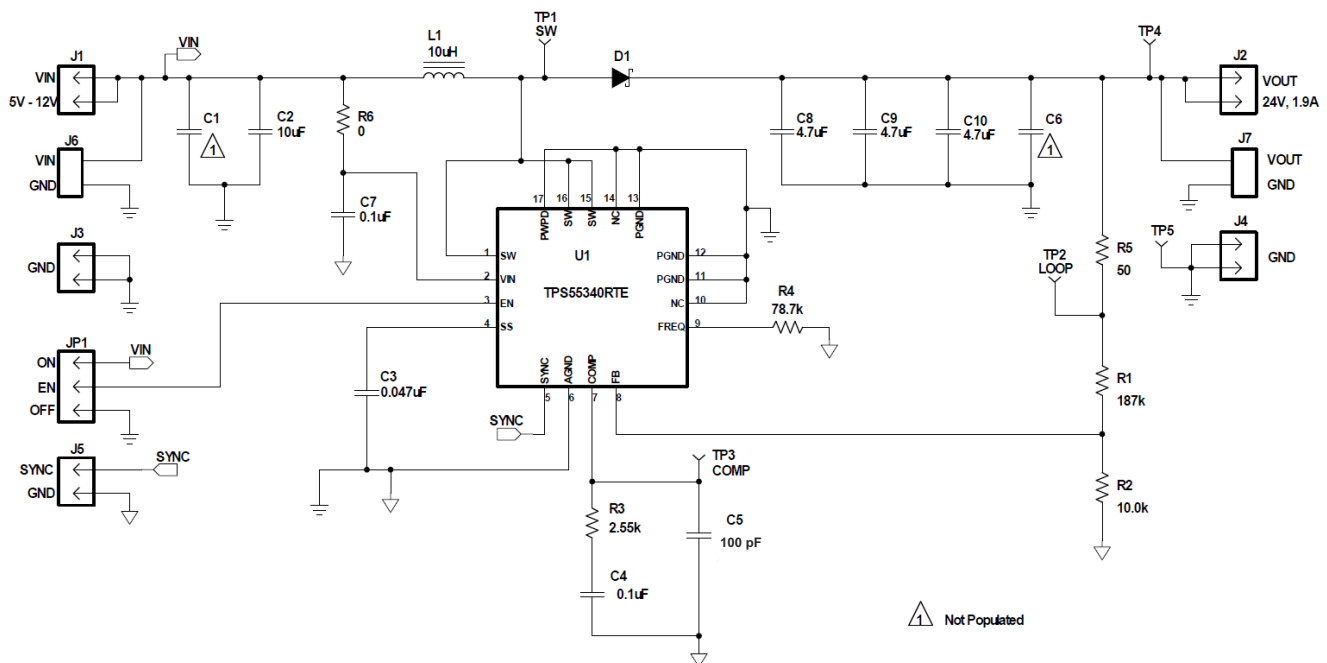 J1
VIN
5V - 12V
VIN
L1
10uH
TP1
SW
D1
TP4
J2
VOUT
24V, 1.9A
C1
1
C2
10uF
R6
0
C8
4.7uF
C9
4.7uF
C10
4.7uF
C6
1
J6
VIN
GND
J7
VOUT
GND
C7
0.1uF
17
16
15
14
13
PWPD
SW
SW
NC
PGND
U1
TPS55340RTE
1
SW
2
VIN
3
EN
4
SS
PGND
12
PGND
11
NC
10
FREQ
9
SYNC
AGND
COMP
FB
5
6
7
8
J3
GND
TP5
J4
GND
TP2
LOOP
R5
50
R4
78.7k
JP1
ON
EN
OFF
VIN
C3
0.047uF
R1
187k
SYNC
J5
SYNC
GND
SYNC
TP3
COMP
R2
10.0k
R3
2.55k
C5
100 pF
C4
0.1uF
1
Not Populated